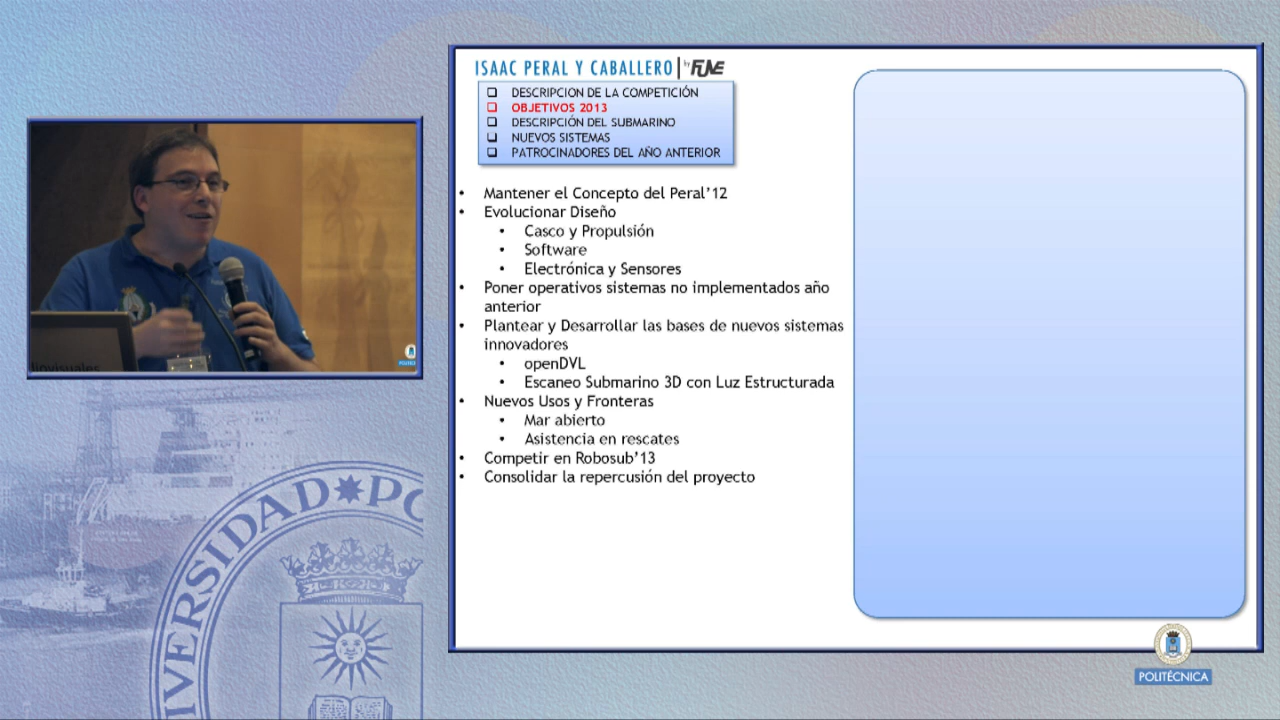 ISAAC PERAL Y CABALLERO | by FUVE
DESCRIPCION DE LA COMPETICIÓN
OBJETIVOS 2013
DESCRIPCIÓN DEL SUBMARINO
NUEVOS SISTEMAS
PATROCINADORES DEL AÑO ANTERIOR
• Mantener el Concepto del Peral’12
• Evolucionar Diseño
• Casco y Propulsión
• Software
• Electrónica y Sensores
• Poner operativos sistemas no implementados año
anterior
• Plantear y Desarrollar las bases de nuevos sistemas
innovadores
• openDVL
• Escaneo Submarino 3D con Luz Estructurada
• Nuevos Usos y Fronteras
• Mar abierto
• Asistencia en rescates
• Competir en Robosub’13
• Consolidar la repercusión del proyecto
POLITÉCNICA